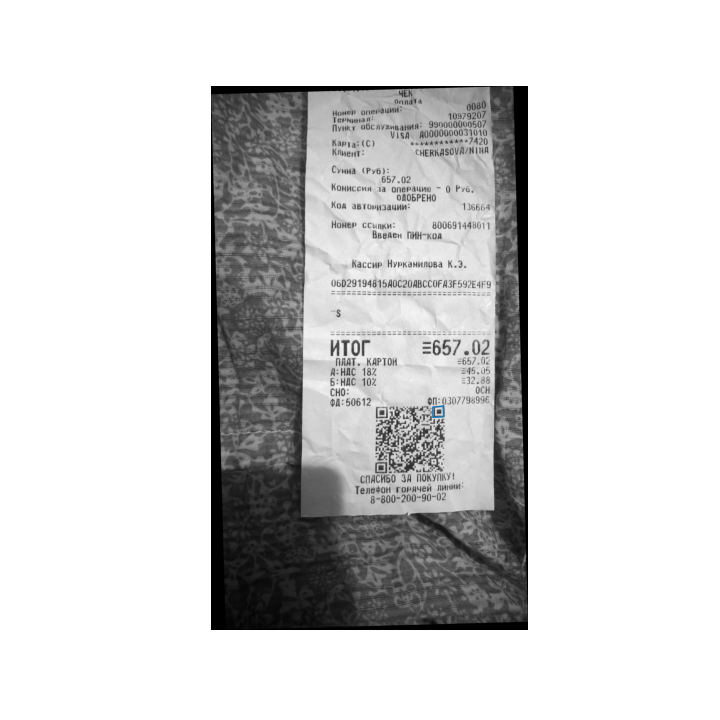 ЧЕК
Оплата
Номер операции: 0080
Терминал: 10979207
Пункт обслуживания: 990000000507
VISA A0000000031010
Карта:(C) ************7420
Клиент: CHERKASOVA/NINA
Сумма (Руб):
657.02
Комиссия за операцию - 0 Руб.
ОДОБРЕНО
Код авторизации: 136664
Номер ссылки: 800691448011
Введен ПИН-код
Кассир Нурканилова К.Э.
06D29194815A0C20ABCC0FA3F592E4F9
================================
S
================================
ИТОГ ≡657.02
ПЛАТ. КАРТОЙ ≡657.02
А:НДС 18% ≡45.05
Б:НДС 10% ≡32.88
СНО: ОСН
ФД:50612 ФП:0307798996
СПАСИБО ЗА ПОКУПКУ!
Телефон горячей линии:
8-800-200-90-02